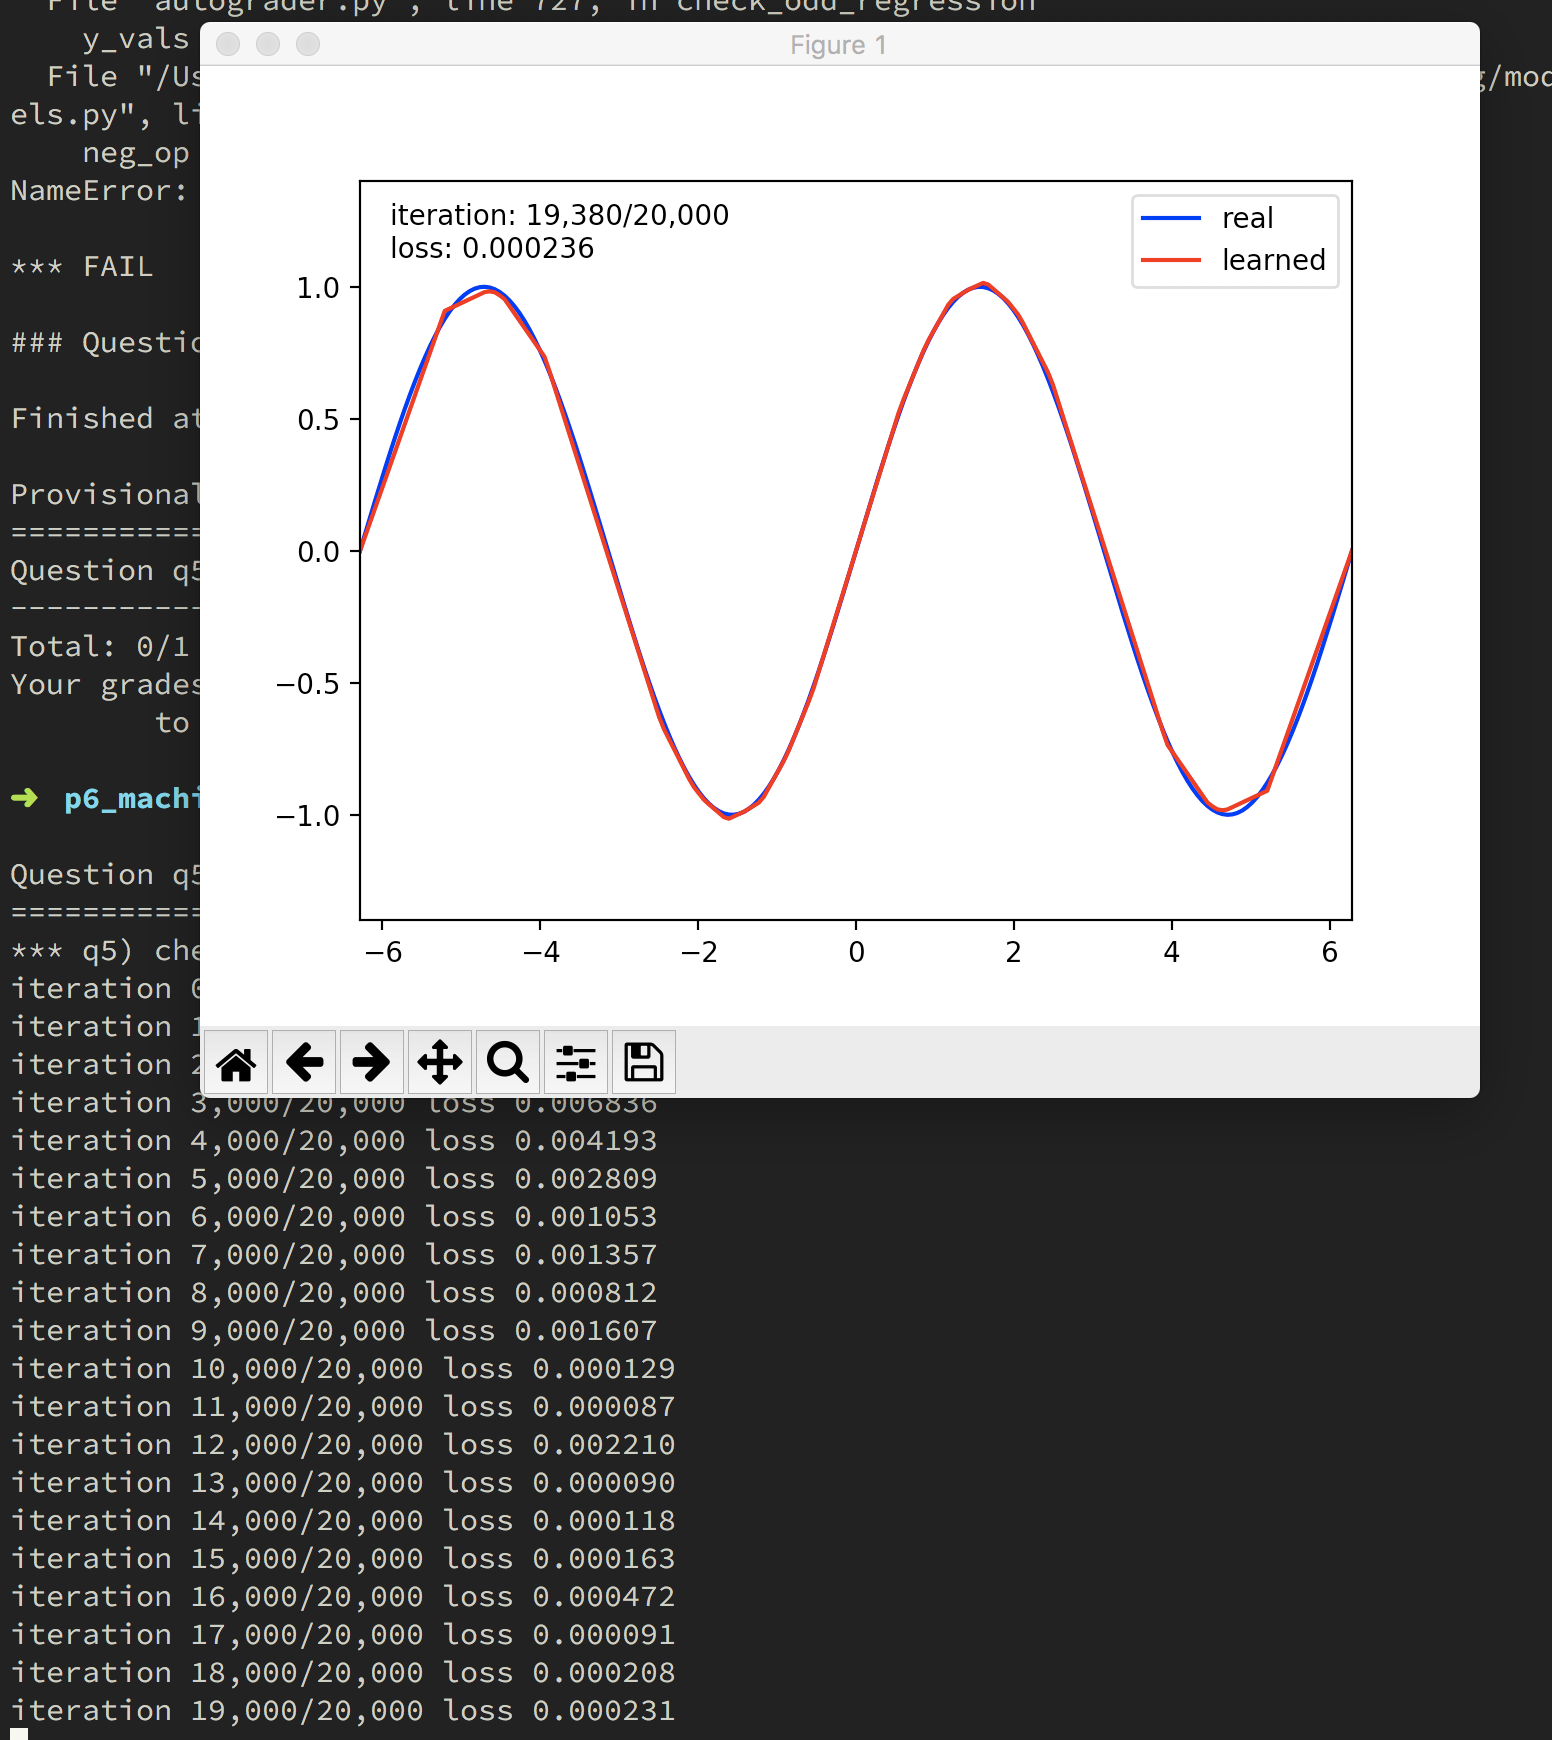 File "autograder.py", line 727, in check_odd_regression
y_vals
File "/Us
g/mod
els.py", li
neg_op
NameError:
*** FAIL
### Questio
Finished at
Provisional
===========
Question q5
-----------
Total: 0/1
Your grades
to
➜ p6_machi
Question q5
===========
*** q5) che
iteration 0
iteration 1
iteration 2
iteration 3,000/20,000 loss 0.006836
iteration 4,000/20,000 loss 0.004193
iteration 5,000/20,000 loss 0.002809
iteration 6,000/20,000 loss 0.001053
iteration 7,000/20,000 loss 0.001357
iteration 8,000/20,000 loss 0.000812
iteration 9,000/20,000 loss 0.001607
iteration 10,000/20,000 loss 0.000129
iteration 11,000/20,000 loss 0.000087
iteration 12,000/20,000 loss 0.002210
iteration 13,000/20,000 loss 0.000090
iteration 14,000/20,000 loss 0.000118
iteration 15,000/20,000 loss 0.000163
iteration 16,000/20,000 loss 0.000472
iteration 17,000/20,000 loss 0.000091
iteration 18,000/20,000 loss 0.000208
iteration 19,000/20,000 loss 0.000231
Figure 1
iteration: 19,380/20,000
loss: 0.000236
real
learned
1.0
0.5
0.0
−0.5
−1.0
−6 −4 −2 0 2 4 6